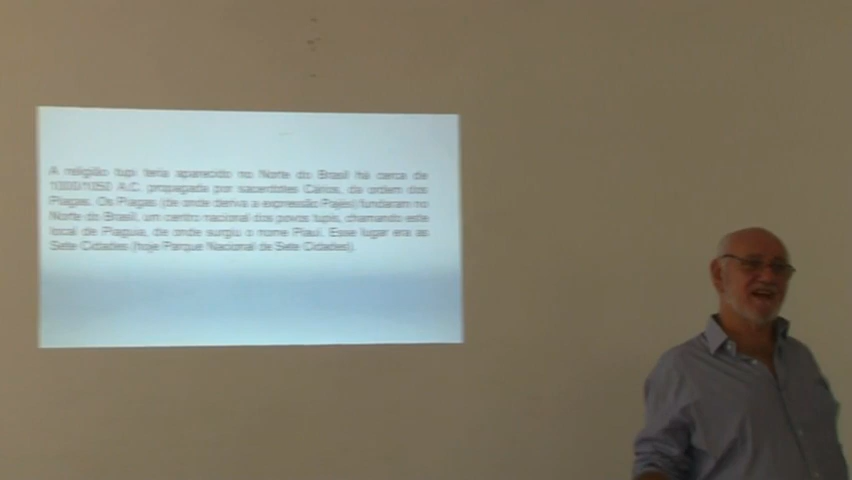 A religião tupi teria aparecido no Norte do Brasil há cerca de
1000/1050 A.C. propagada por sacerdotes Cários, da ordem dos
Piagas. Os Piagas (de onde deriva a expressão Pajés) fundaram no
Norte do Brasil, um centro nacional dos povos tupis, chamando este
local de Piaguia, de onde surgiu o nome Piauí. Esse lugar era as
Sete Cidades (hoje Parque Nacional de Sete Cidades).